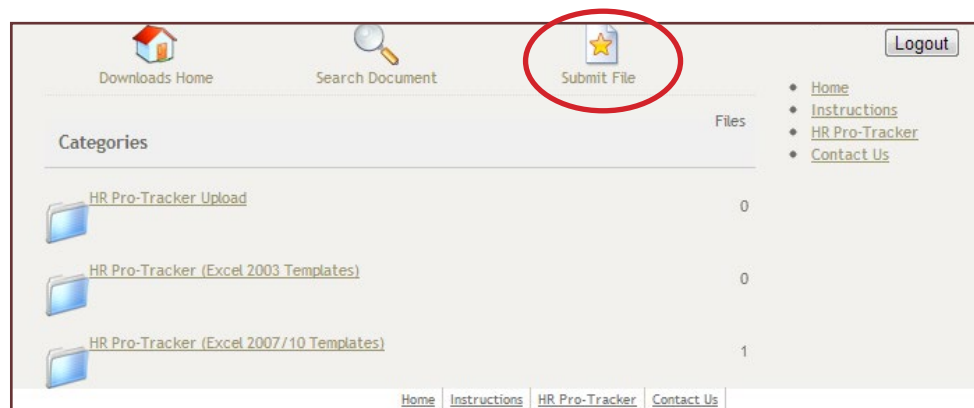 Downloads Home
Search Document
Submit File
Logout
Home
Instructions
HR Pro-Tracker
Contact Us
Categories
Files
HR Pro-Tracker Upload
0
HR Pro-Tracker (Excel 2003 Templates)
0
HR Pro-Tracker (Excel 2007/10 Templates)
1
Home Instructions HR Pro-Tracker Contact Us